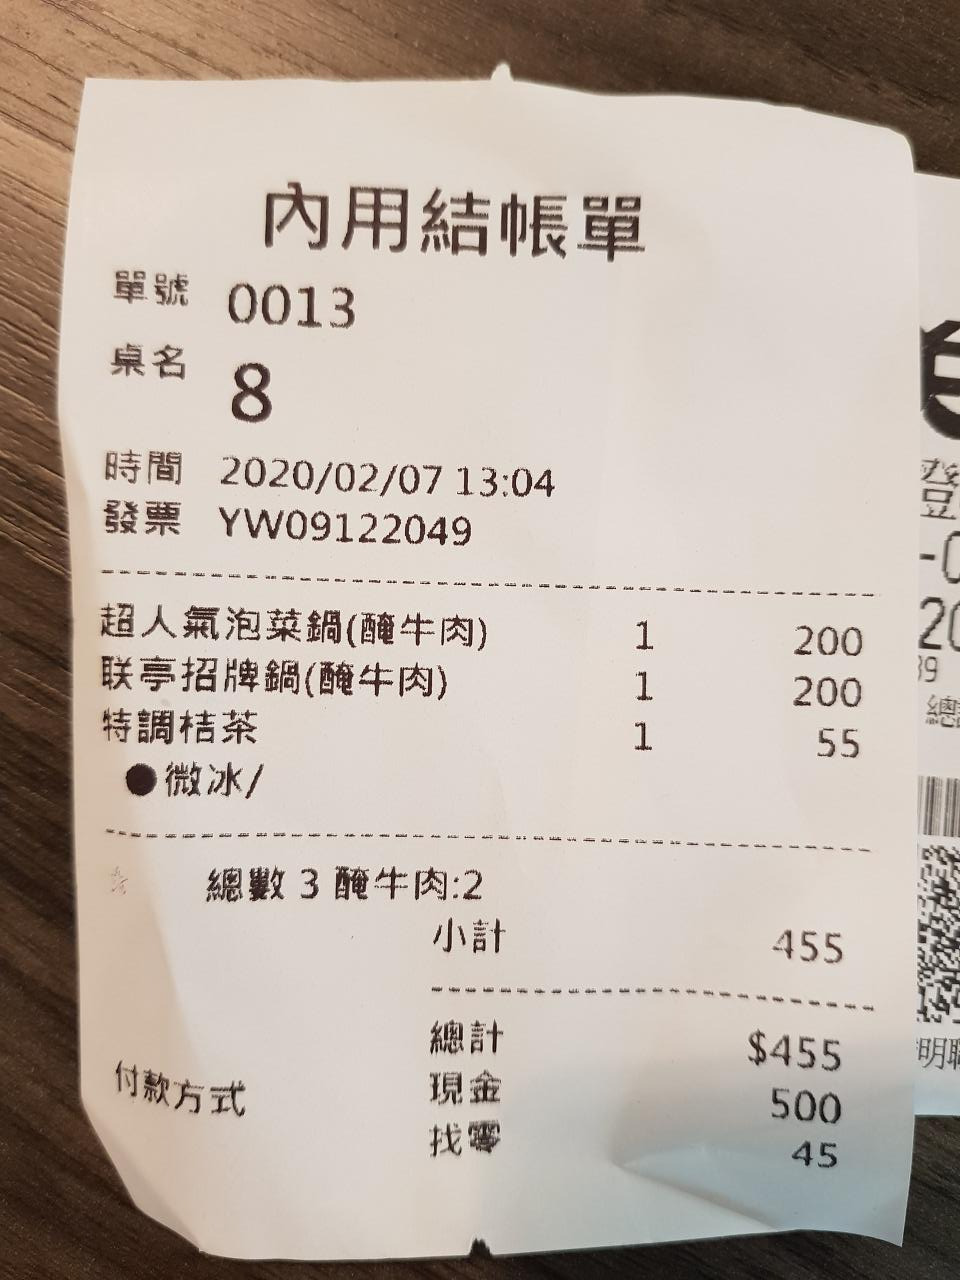 內用結帳單
單號 0013
桌名 8
時間 2020/02/07 13:04
發票 YW09122049
超人氣泡菜鍋(醃牛肉) 1 200
联亭招牌鍋(醃牛肉) 1 200
特調桔茶 1 55
●微冰/
總數 3 醃牛肉:2
小計 455
總計 $455
付款方式 現金 500
找零 45